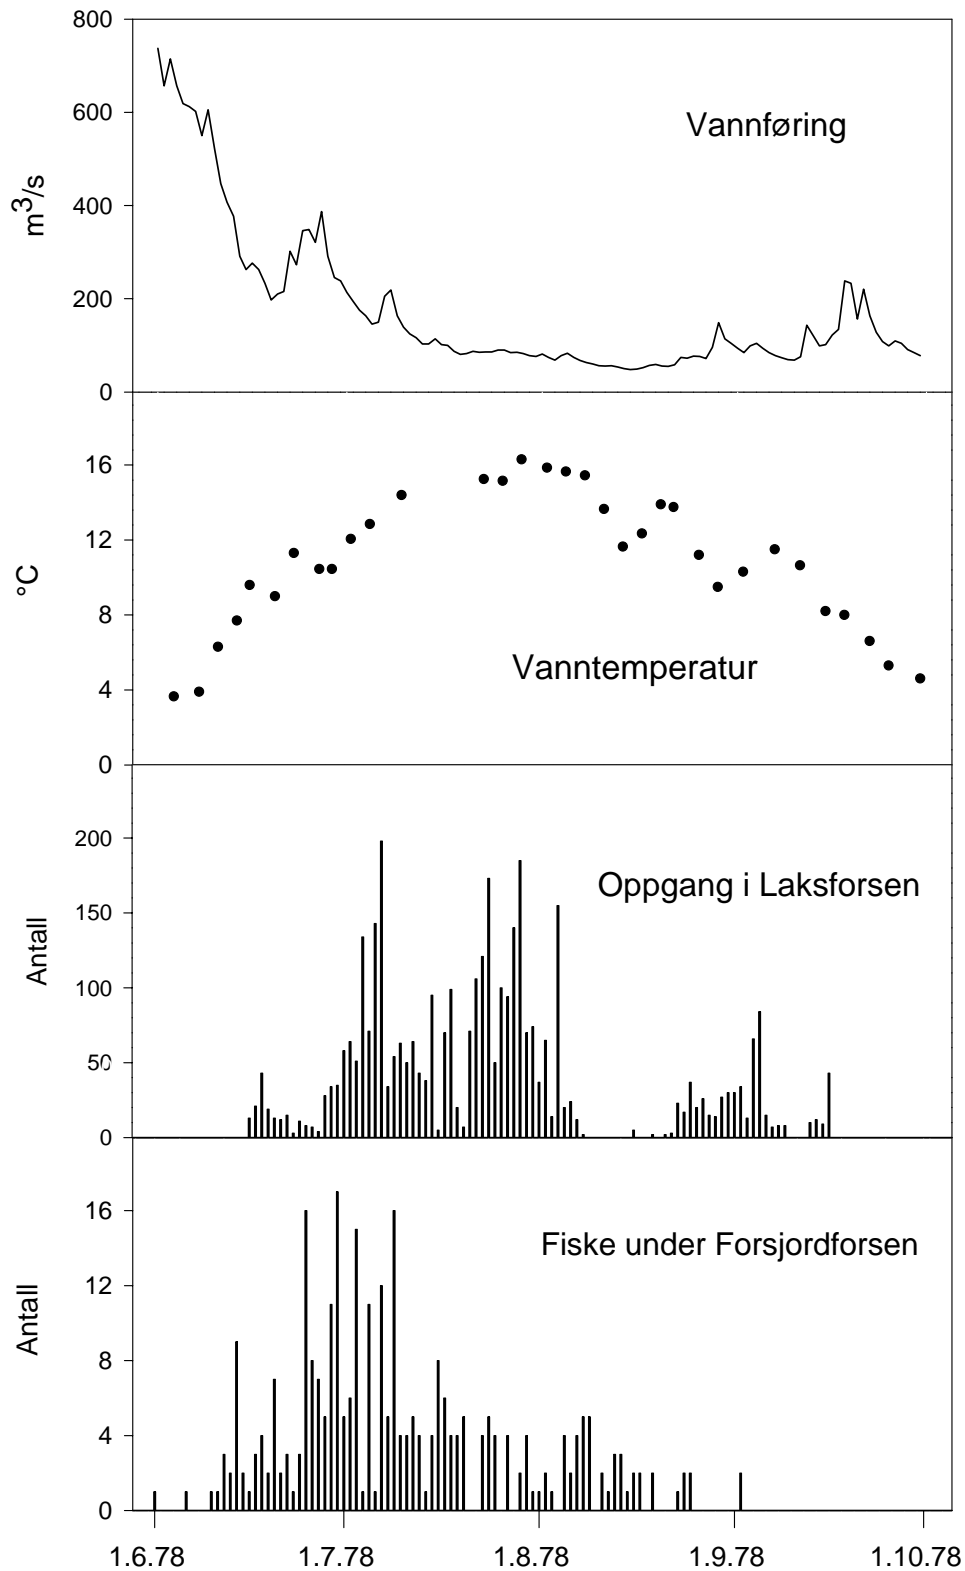 800
600
400
200
0
m³/s
Vannføring
16
12
8
4
0
°C
Vanntemperatur
200
150
100
50
0
Antall
Oppgang i Laksforsen
16
12
8
4
0
Antall
Fiske under Forsjordforsen
1.6.78 1.7.78 1.8.78 1.9.78 1.10.78